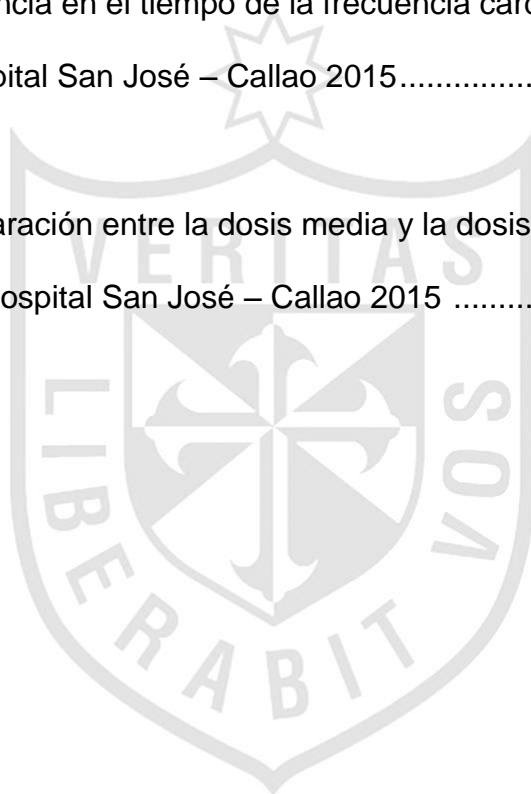 ncia en el tiempo de la frecuencia card
pital San José – Callao 2015................
aración entre la dosis media y la dosis
ospital San José – Callao 2015 .........
VERITAS
LIBERABIT VOS